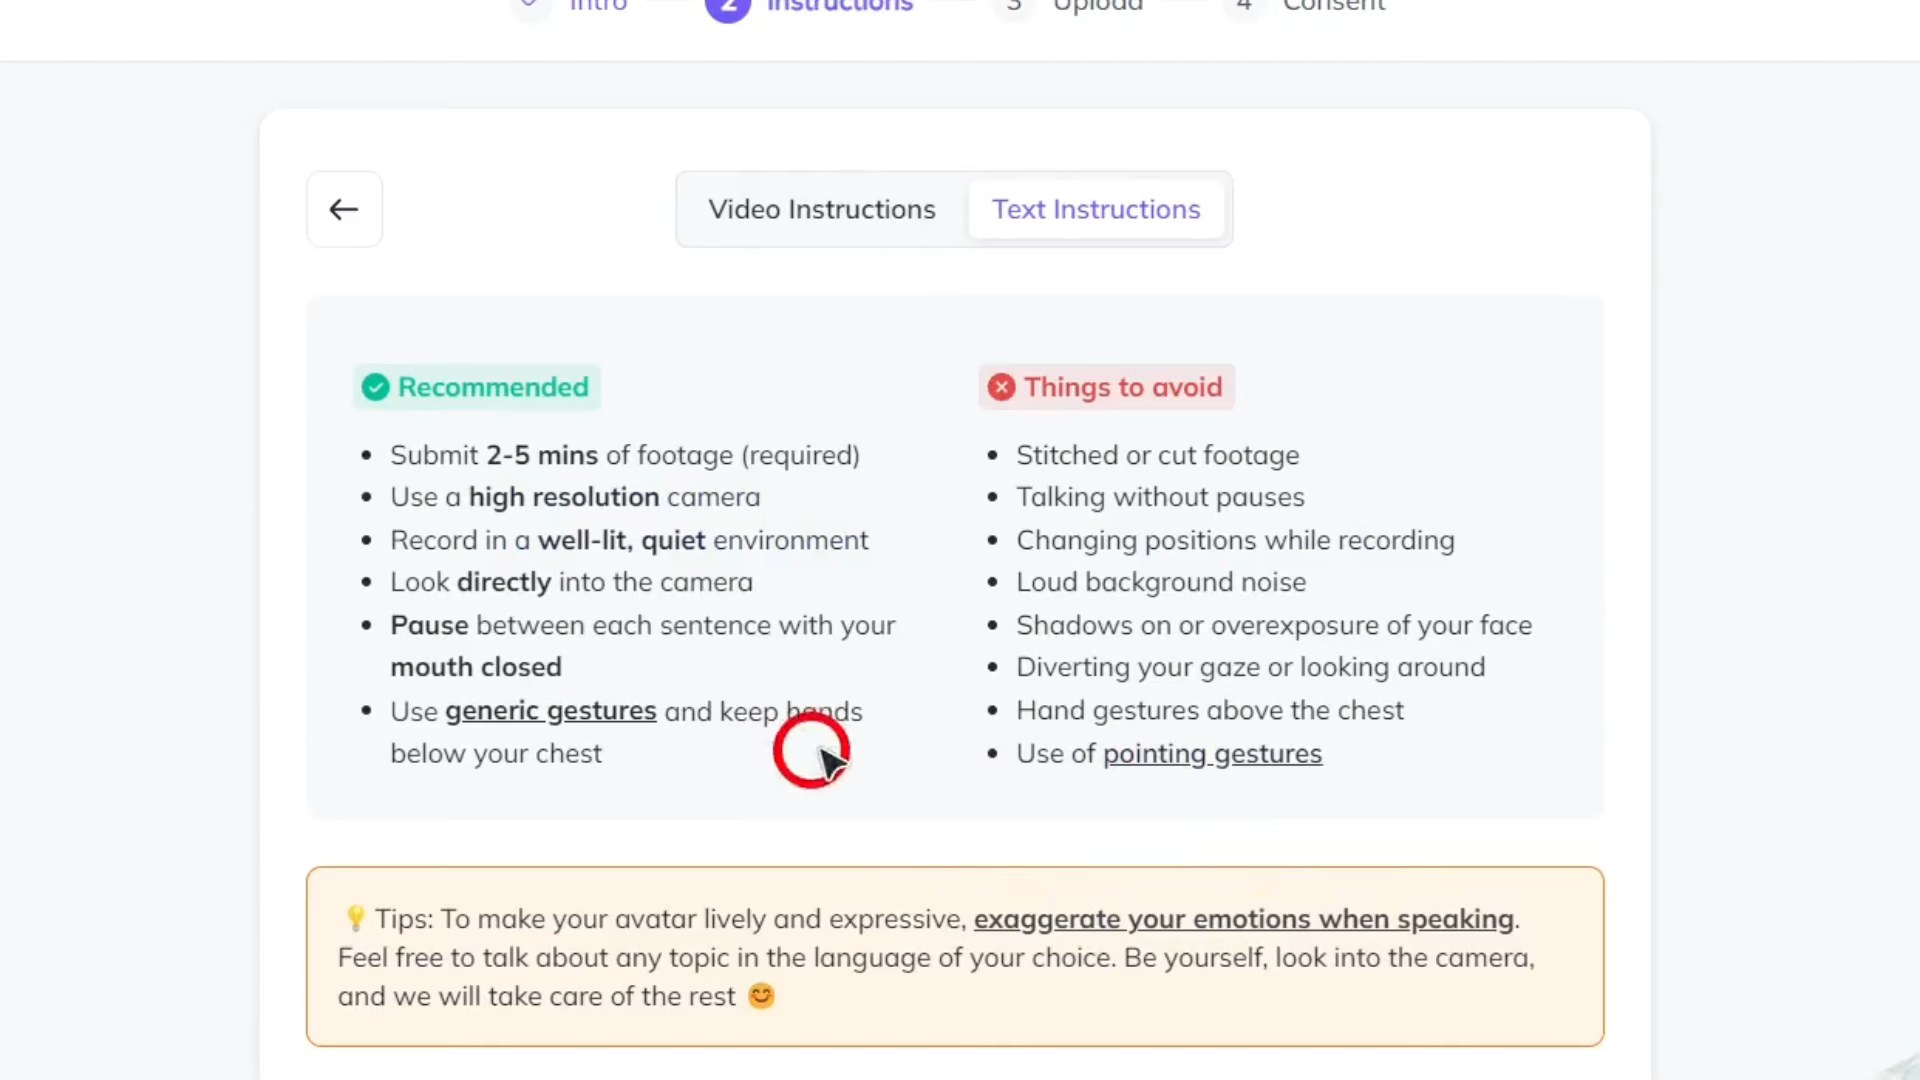 Intro 2 Instructions 3 Upload 4 Consent
Video Instructions Text Instructions
Recommended
Submit 2-5 mins of footage (required)
Use a high resolution camera
Record in a well-lit, quiet environment
Look directly into the camera
Pause between each sentence with your
mouth closed
Use generic gestures and keep hands
below your chest
Things to avoid
Stitched or cut footage
Talking without pauses
Changing positions while recording
Loud background noise
Shadows on or overexposure of your face
Diverting your gaze or looking around
Hand gestures above the chest
Use of pointing gestures
💡 Tips: To make your avatar lively and expressive, exaggerate your emotions when speaking.
Feel free to talk about any topic in the language of your choice. Be yourself, look into the camera,
and we will take care of the rest 😊